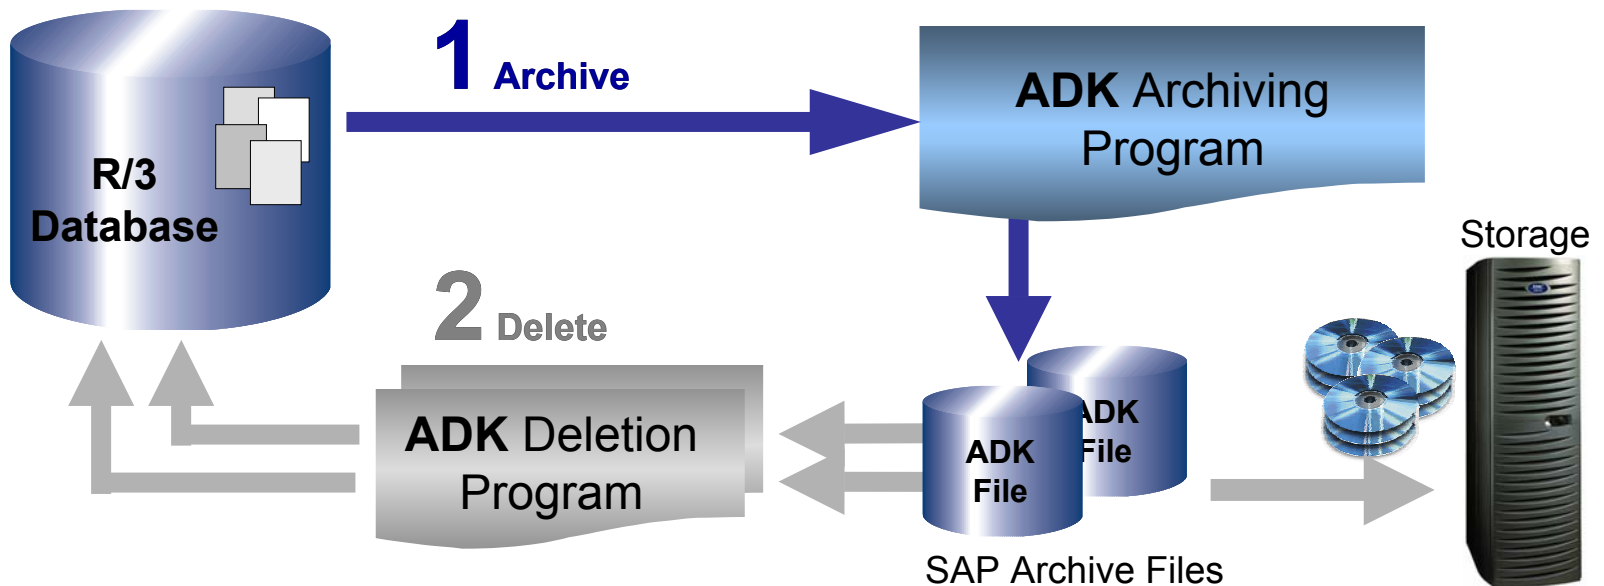 1 Archive
ADK Archiving
Program
R/3
Database
Storage
2 Delete
ADK Deletion
Program
ADK
File
ADK
File
SAP Archive Files